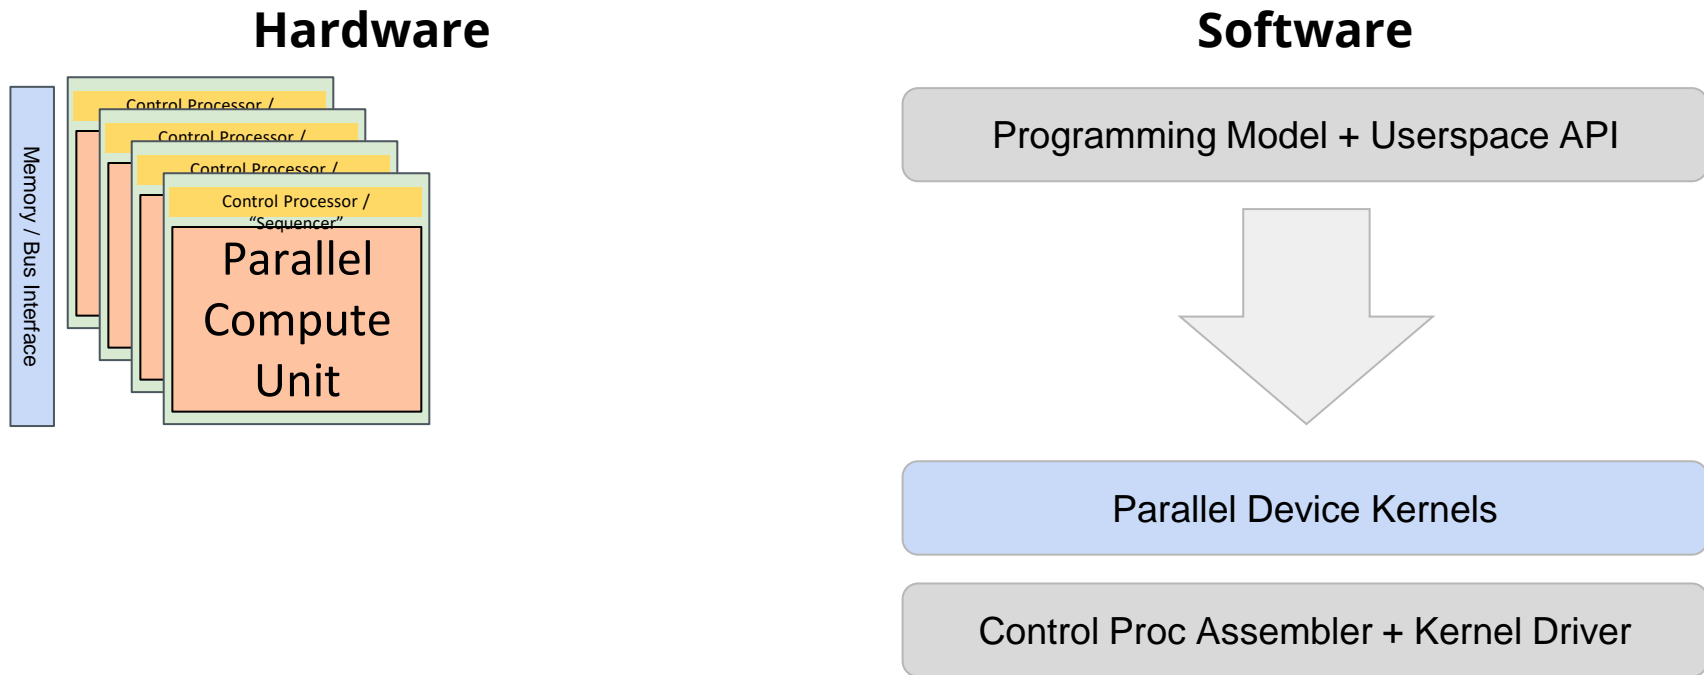 Hardware
Software
Memory / Bus Interface
Control Processor /
Control Processor /
Control Processor /
Control Processor /
“Sequencer”
Parallel
Compute
Unit
Programming Model + Userspace API
Parallel Device Kernels
Control Proc Assembler + Kernel Driver